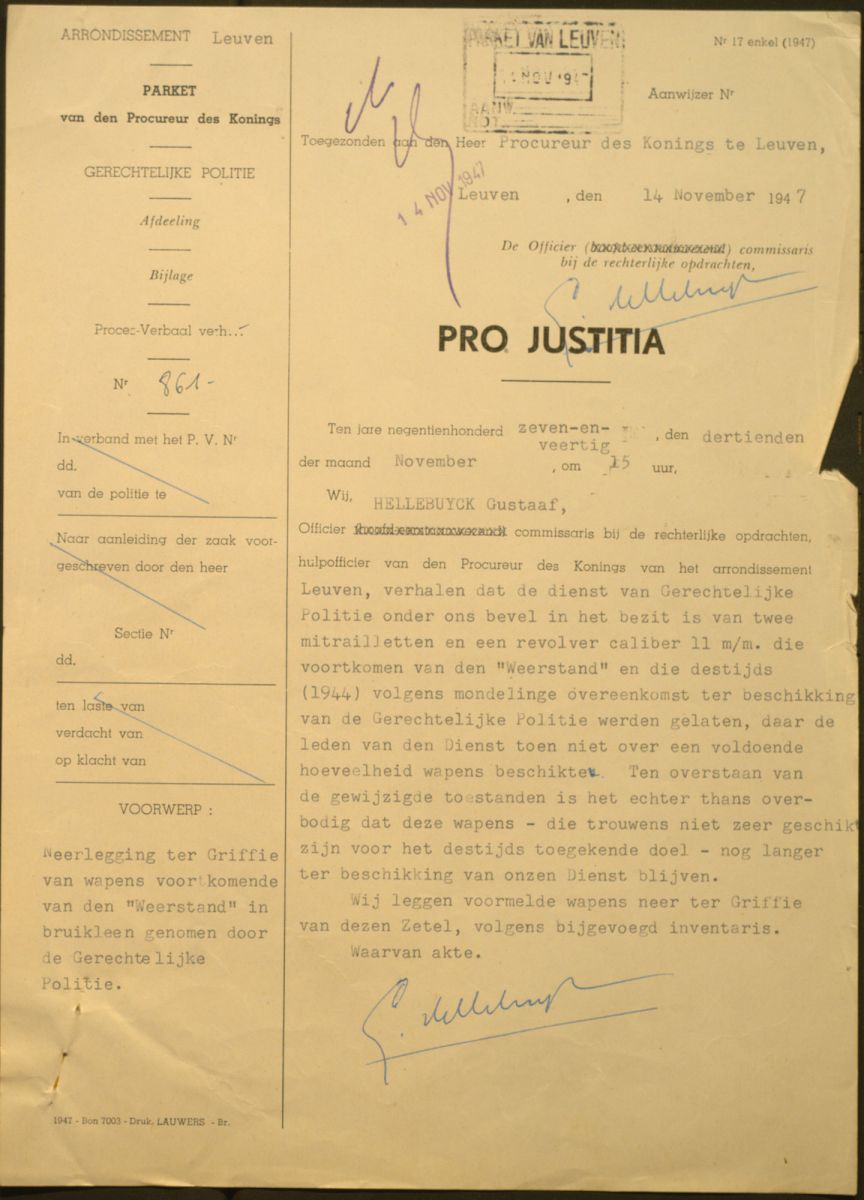 ARRONDISSEMENT Leuven
PARKET
van den Procureur des Konings
GERECHTELIJKE POLITIE
Afdeeling
Bijlage
Proces-Verbaal verh...
Nr 861-
In verband met het P. V. Nr
dd.
van de politie te
Naar aanleiding der zaak voor-
geschreven door den heer
Sectie Nr
dd.
ten laste van
verdacht van
op klacht van
VOORWERP :
Neerlegging ter Griffie
van wapens voortkomende
van den "Weerstand" in
bruikleen genomen door
de Gerechtelijke
Politie.
1947 - Bon 7003 - Druk. LAUWERS - Br.
PARKET VAN LEUVEN
14 NOV 1947
AANW.
NOT.
Nr 17 enkel (1947)
Aanwijzer Nr
Toegezonden aan den Heer Procureur des Konings te Leuven,
14 NOV 1947
Leuven , den 14 November 1947
De Officier () commissaris
bij de rechterlijke opdrachten,
G. Hellebuyck
PRO JUSTITIA
Ten jare negentienhonderd zeven-en-
veertig , den dertienden
der maand November , om 15 uur,
Wij, HELLEBUYCK Gustaaf,
Officier commissaris bij de rechterlijke opdrachten,
hulpofficier van den Procureur des Konings van het arrondissement
Leuven, verhalen dat de dienst van Gerechtelijke
Politie onder ons bevel in het bezit is van twee
mitrailletten en een revolver caliber 11 m/m. die
voortkomen van den "Weerstand" en die destijds
(1944) volgens mondelinge overeenkomst ter beschikking
van de Gerechtelijke Politie werden gelaten, daar de
leden van den Dienst toen niet over een voldoende
hoeveelheid wapens beschikten. Ten overstaan van
de gewijzigde toestanden is het echter thans over-
bodig dat deze wapens - die trouwens niet zeer geschikt
zijn voor het destijds toegekende doel - nog langer
ter beschikking van onzen Dienst blijven.
Wij leggen voormelde wapens neer ter Griffie
van dezen Zetel, volgens bijgevoegd inventaris.
Waarvan akte.
G. Hellebuyck